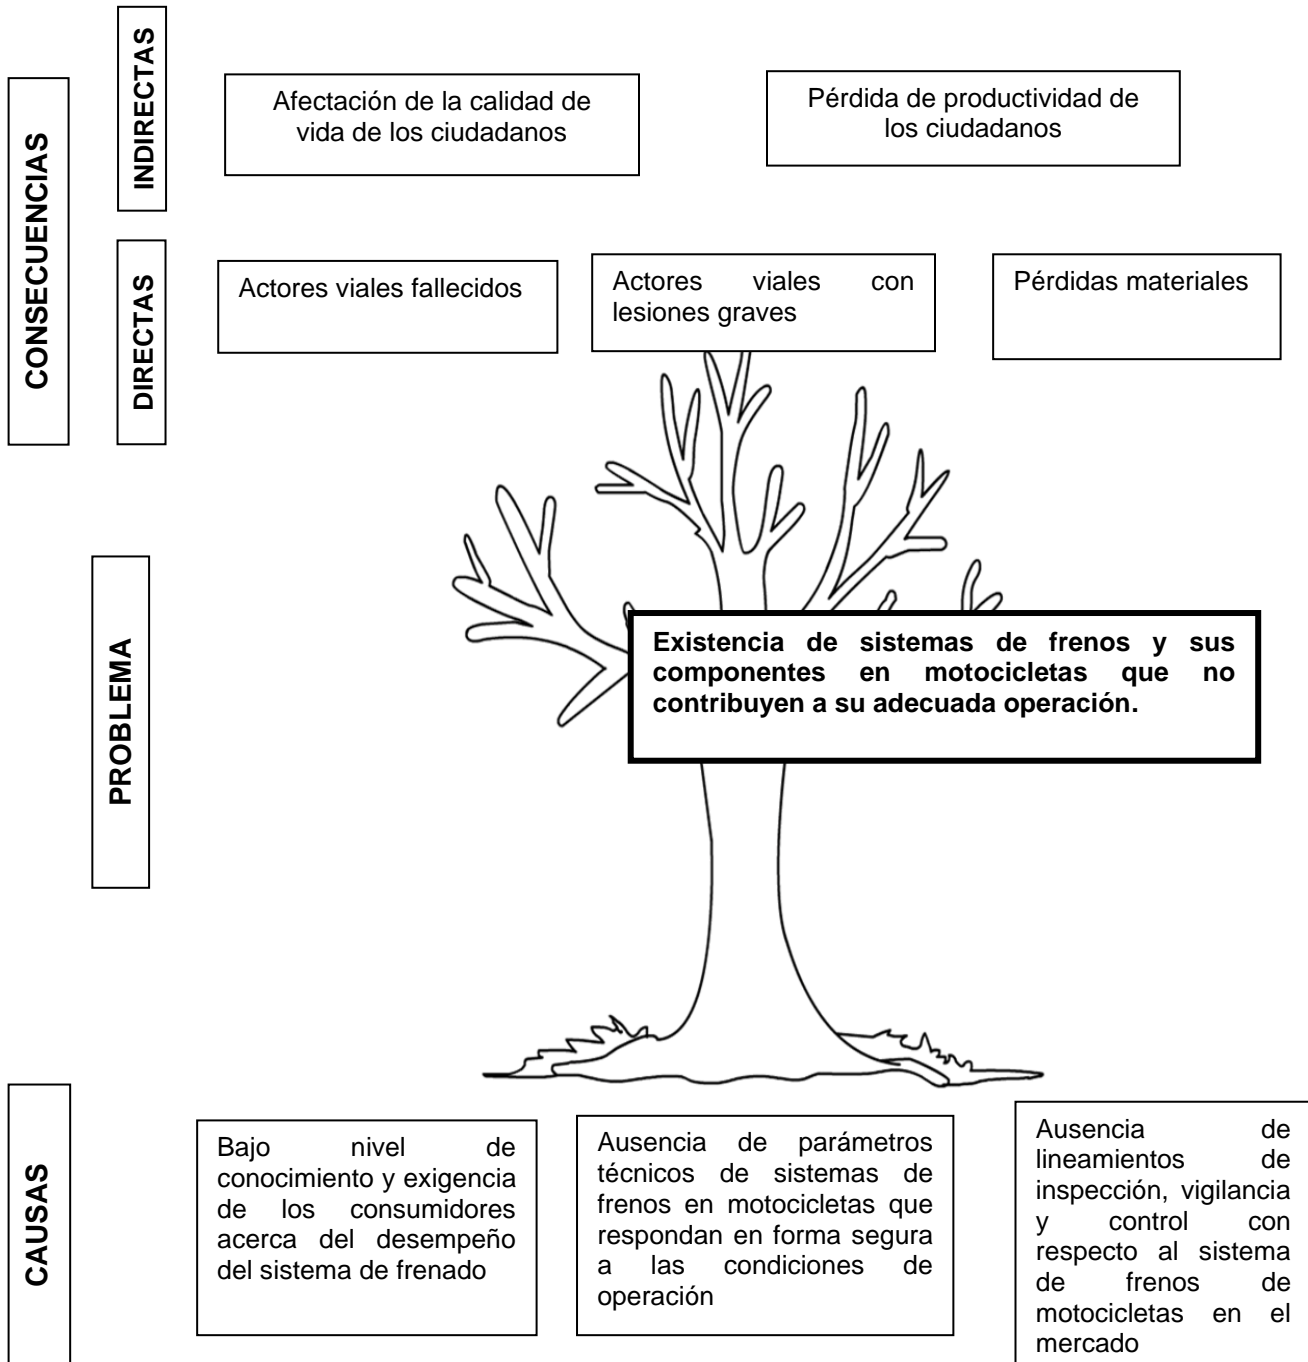 CONSECUENCIAS
INDIRECTAS
Afectación de la calidad de
vida de los ciudadanos
Pérdida de productividad de
los ciudadanos
DIRECTAS
Actores viales fallecidos
Actores viales con
lesiones graves
Pérdidas materiales
PROBLEMA
Existencia de sistemas de frenos y sus
componentes en motocicletas que no
contribuyen a su adecuada operación.
CAUSAS
Bajo nivel de
conocimiento y exigencia
de los consumidores
acerca del desempeño
del sistema de frenado
Ausencia de parámetros
técnicos de sistemas de
frenos en motocicletas que
respondan en forma segura
a las condiciones de
operación
Ausencia de
lineamientos de
inspección, vigilancia
y control con
respecto al sistema
de frenos de
motocicletas en el
mercado